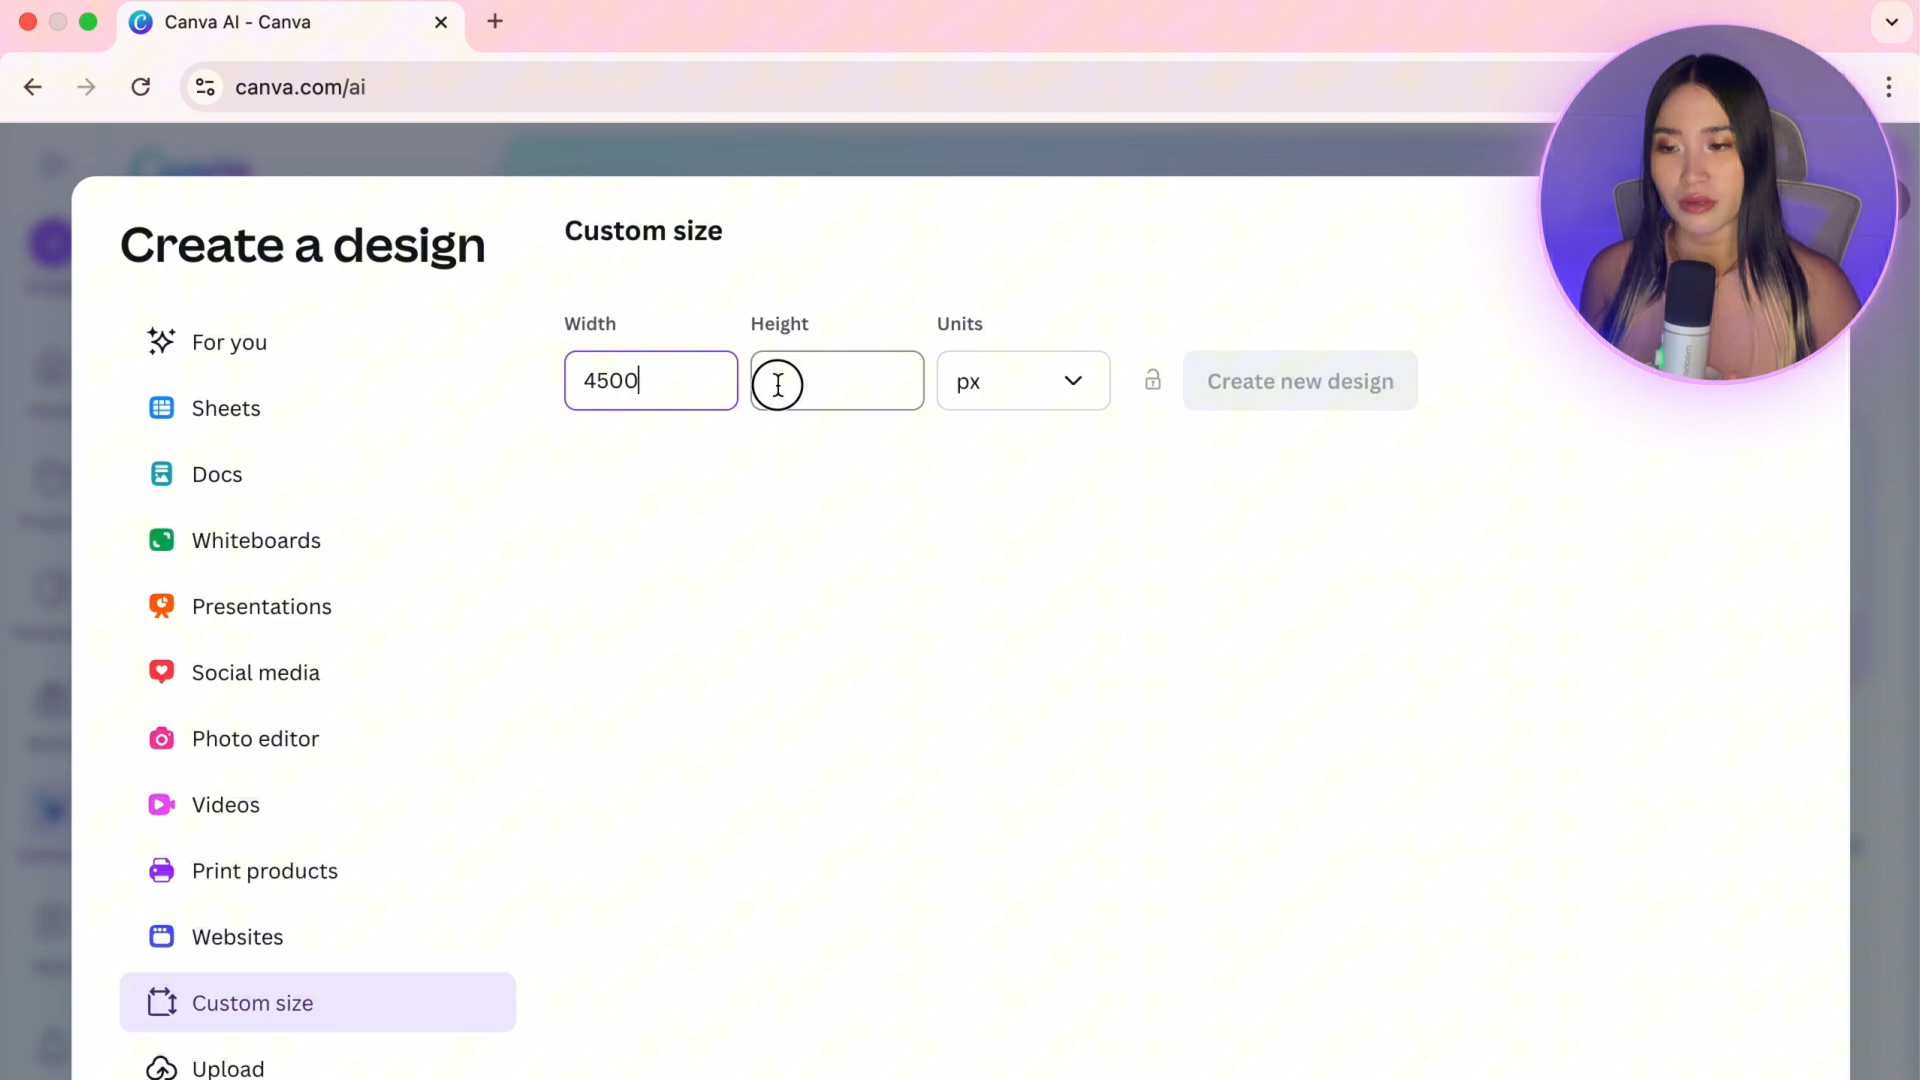 Canva AI - Canva
canva.com/ai
Create a design
Custom size
For you
Sheets
Docs
Whiteboards
Presentations
Social media
Photo editor
Videos
Print products
Websites
Custom size
Upload
Width
Height
Units
4500
px
Create new design